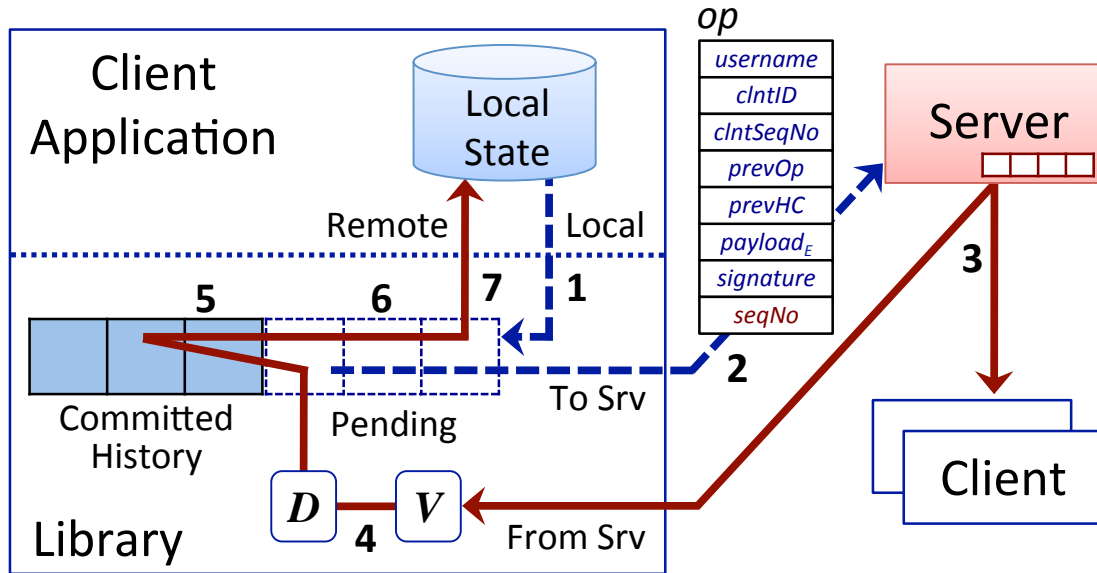 op
username
clntID
clntSeqNo
prevOp
prevHC
payload_E
signature
seqNo
Client
Application
Local
State
Server
Remote
Local
7
1
3
5
6
2
To Srv
Committed
History
Pending
D
V
4
From Srv
Library
Client